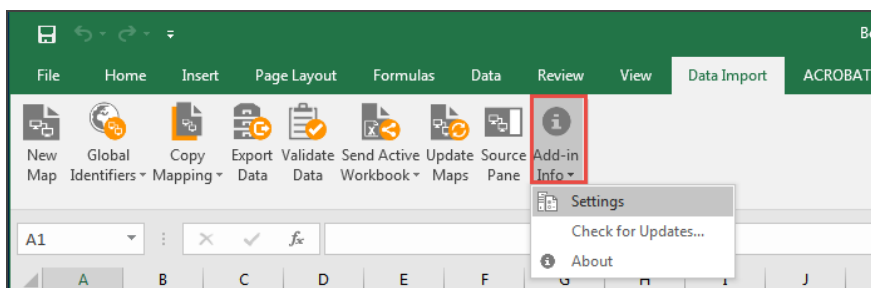 Bo
File Home Insert Page Layout Formulas Data Review View Data Import ACROBAT
New Global Copy Export Validate Send Active Update Source Add-in
Map Identifiers Mapping Data Data Workbook Maps Pane Info
Settings
Check for Updates...
About
A1 fx
A B C D E F G H I J